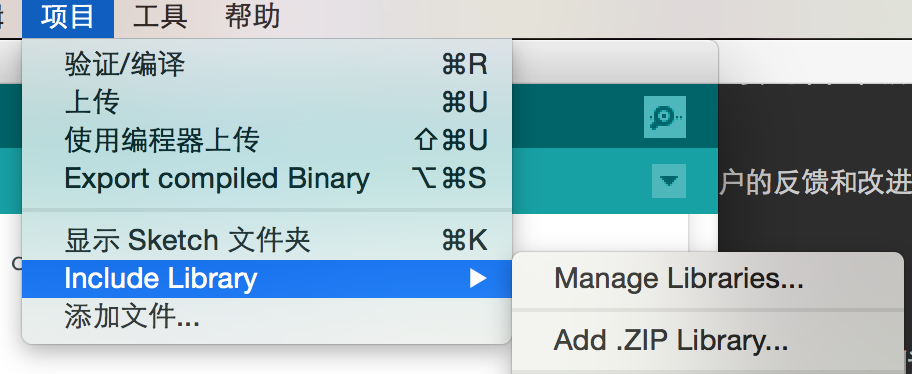 项目 工具 帮助
验证/编译 ⌘R
上传 ⌘U
使用编程器上传 ⇧⌘U
Export compiled Binary ⌥⌘S
户的反馈和改进
显示 Sketch 文件夹 ⌘K
Include Library ▶
Manage Libraries...
添加文件...
Add .ZIP Library...